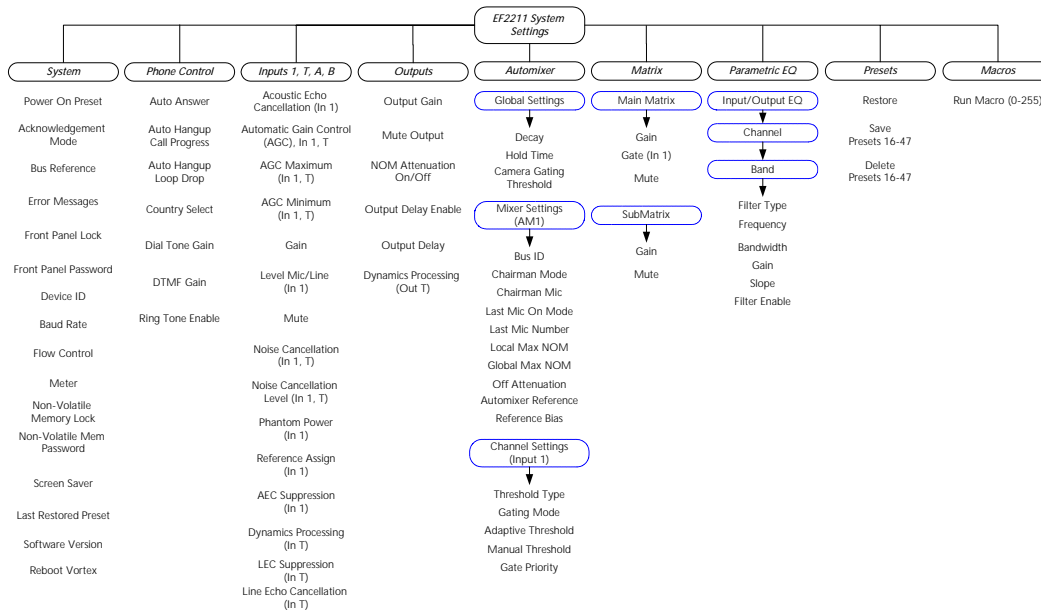 EF2211 System
Settings
System
Power On Preset
Acknowledgement
Mode
Bus Reference
Error Messages
Front Panel Lock
Front Panel Password
Device ID
Baud Rate
Flow Control
Meter
Non-Volatile
Memory Lock
Non-Volatile Mem
Password
Screen Saver
Last Restored Preset
Software Version
Reboot Vortex
Phone Control
Auto Answer
Auto Hangup
Call Progress
Auto Hangup
Loop Drop
Country Select
Dial Tone Gain
DTMF Gain
Ring Tone Enable
Inputs 1, T, A, B
Acoustic Echo
Cancellation (In 1)
Automatic Gain Control
(AGC), In 1, T
AGC Maximum
(In 1, T)
AGC Minimum
(In 1, T)
Gain
Level Mic/Line
(In 1)
Mute
Noise Cancellation
(In 1, T)
Noise Cancellation
Level (In 1, T)
Phantom Power
(In 1)
Reference Assign
(In 1)
AEC Suppression
(In 1)
Dynamics Processing
(In T)
LEC Suppression
(In T)
Line Echo Cancellation
(In T)
Outputs
Output Gain
Mute Output
NOM Attenuation
On/Off
Output Delay Enable
Output Delay
Dynamics Processing
(Out T)
Automixer
Global Settings
Decay
Hold Time
Camera Gating
Threshold
Mixer Settings
(AM1)
Bus ID
Chairman Mode
Chairman Mic
Last Mic On Mode
Last Mic Number
Local Max NOM
Global Max NOM
Off Attenuation
Automixer Reference
Reference Bias
Channel Settings
(Input 1)
Threshold Type
Gating Mode
Adaptive Threshold
Manual Threshold
Gate Priority
Matrix
Main Matrix
Gain
Gate (In 1)
Mute
SubMatrix
Gain
Mute
Parametric EQ
Input/Output EQ
Channel
Band
Filter Type
Frequency
Bandwidth
Gain
Slope
Filter Enable
Presets
Restore
Save
Presets 16-47
Delete
Presets 16-47
Macros
Run Macro (0-255)